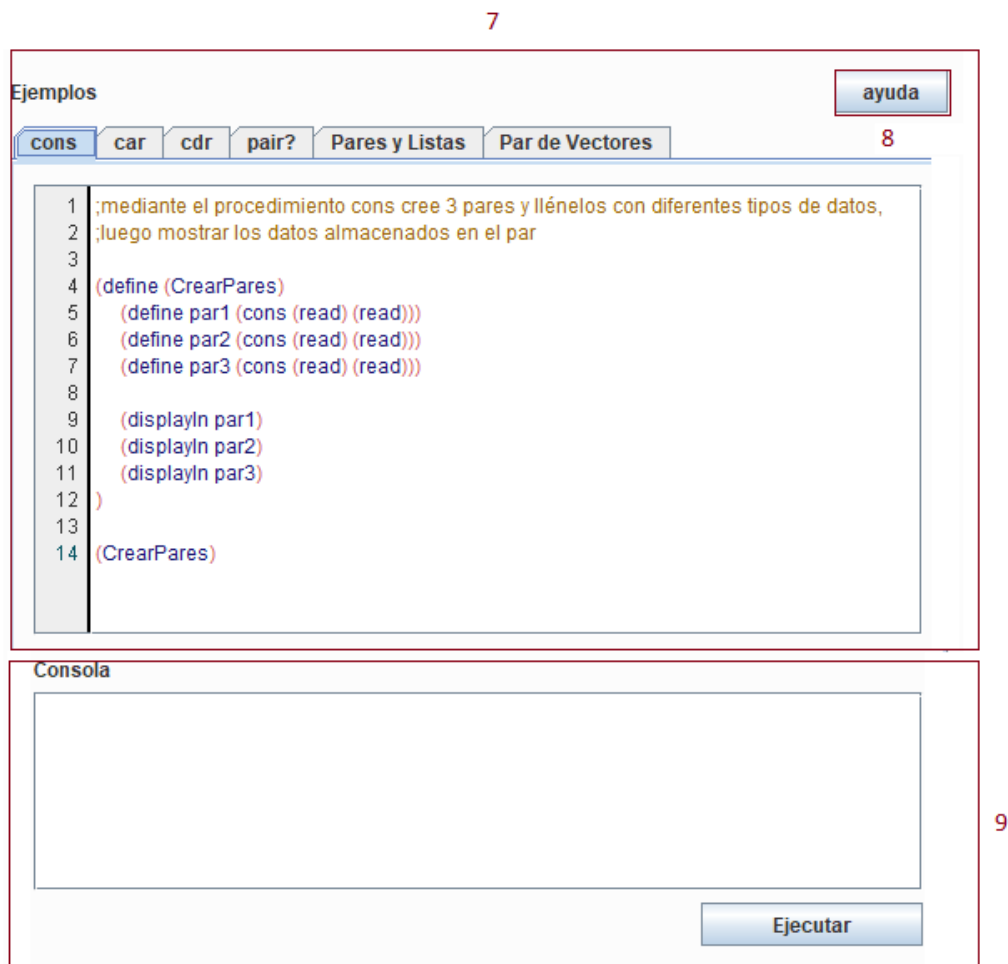 7
Ejemplos
ayuda
cons car cdr pair? Pares y Listas Par de Vectores
8
1 ;mediante el procedimiento cons cree 3 pares y llénelos con diferentes tipos de datos,
2 ;luego mostrar los datos almacenados en el par
3
4 (define (CrearPares)
5 (define par1 (cons (read) (read)))
6 (define par2 (cons (read) (read)))
7 (define par3 (cons (read) (read)))
8
9 (displayln par1)
10 (displayln par2)
11 (displayln par3)
12 )
13
14 (CrearPares)
Consola
9
Ejecutar